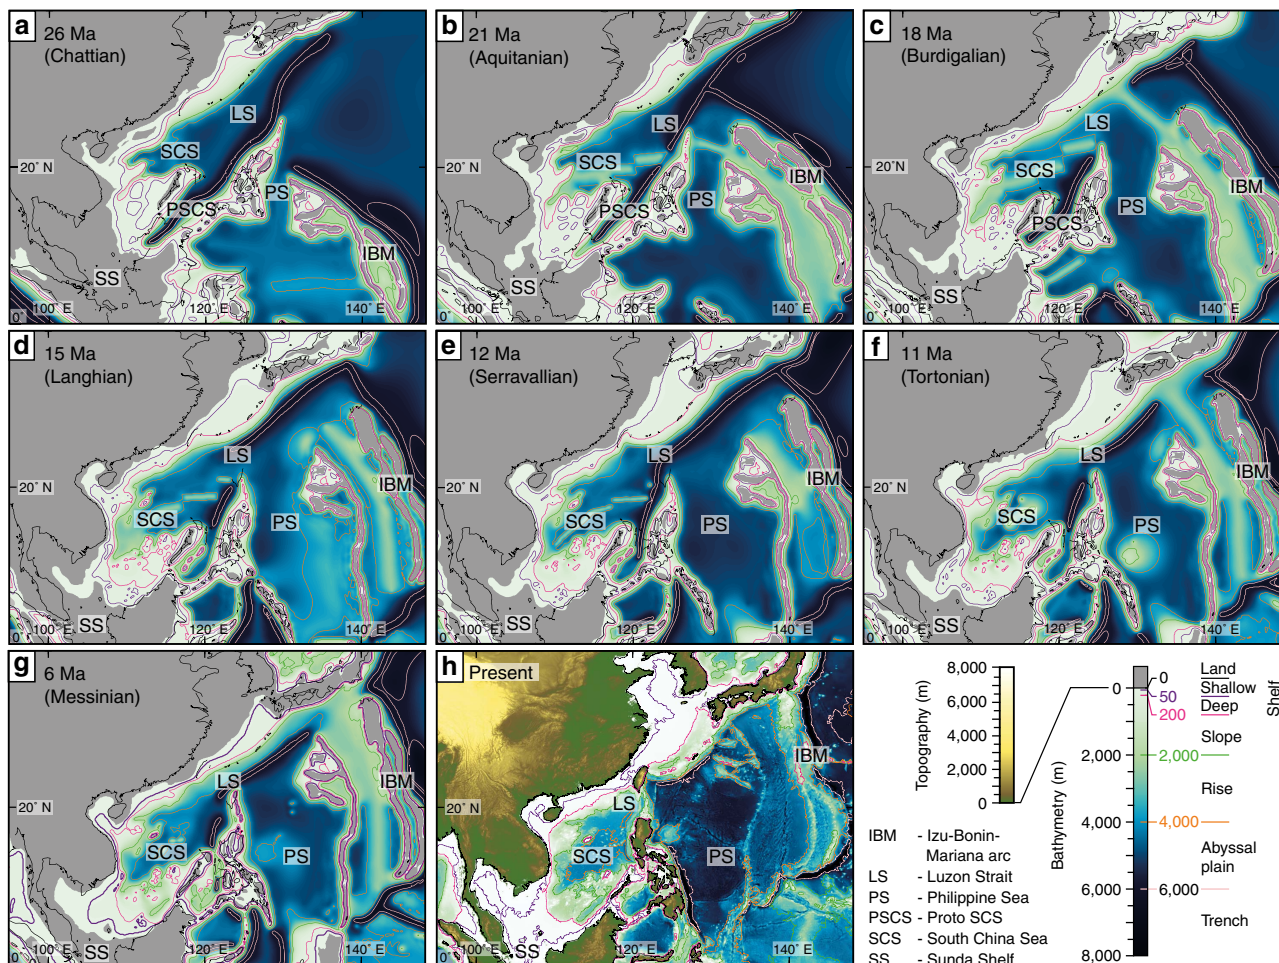 a
26 Ma
(Chattian)
LS
SCS
20° N
PS
PSCS
IBM
SS
0°
100° E
120° E
140° E
b
21 Ma
(Aquitanian)
LS
SCS
20° N
IBM
PSCS
PS
SS
0°
100° E
120° E
140° E
c
18 Ma
(Burdigalian)
LS
SCS
20° N
IBM
PS
PSCS
SS
0°
100° E
120° E
140° E
d
15 Ma
(Langhian)
LS
IBM
20° N
SCS
PS
SS
0°
100° E
120° E
140° E
e
12 Ma
(Serravallian)
LS
IBM
20° N
SCS
PS
SS
0°
100° E
120° E
140° E
f
11 Ma
(Tortonian)
LS
IBM
20° N
SCS
PS
SS
0°
100° E
120° E
140° E
g
6 Ma
(Messinian)
LS
IBM
20° N
SCS
PS
SS
0°
100° E
120° E
140° E
h
Present
IBM
LS
20° N
SCS
PS
SS
0°
100° E
120° E
140° E
Topography (m)
8,000
6,000
4,000
2,000
0
Bathymetry (m)
0
2,000
4,000
6,000
8,000
0
50
200
2,000
4,000
6,000
Land
Shallow
Deep
Shelf
Slope
Rise
Abyssal
plain
Trench
IBM - Izu-Bonin-
Mariana arc
LS - Luzon Strait
PS - Philippine Sea
PSCS - Proto SCS
SCS - South China Sea
SS - Sunda Shelf